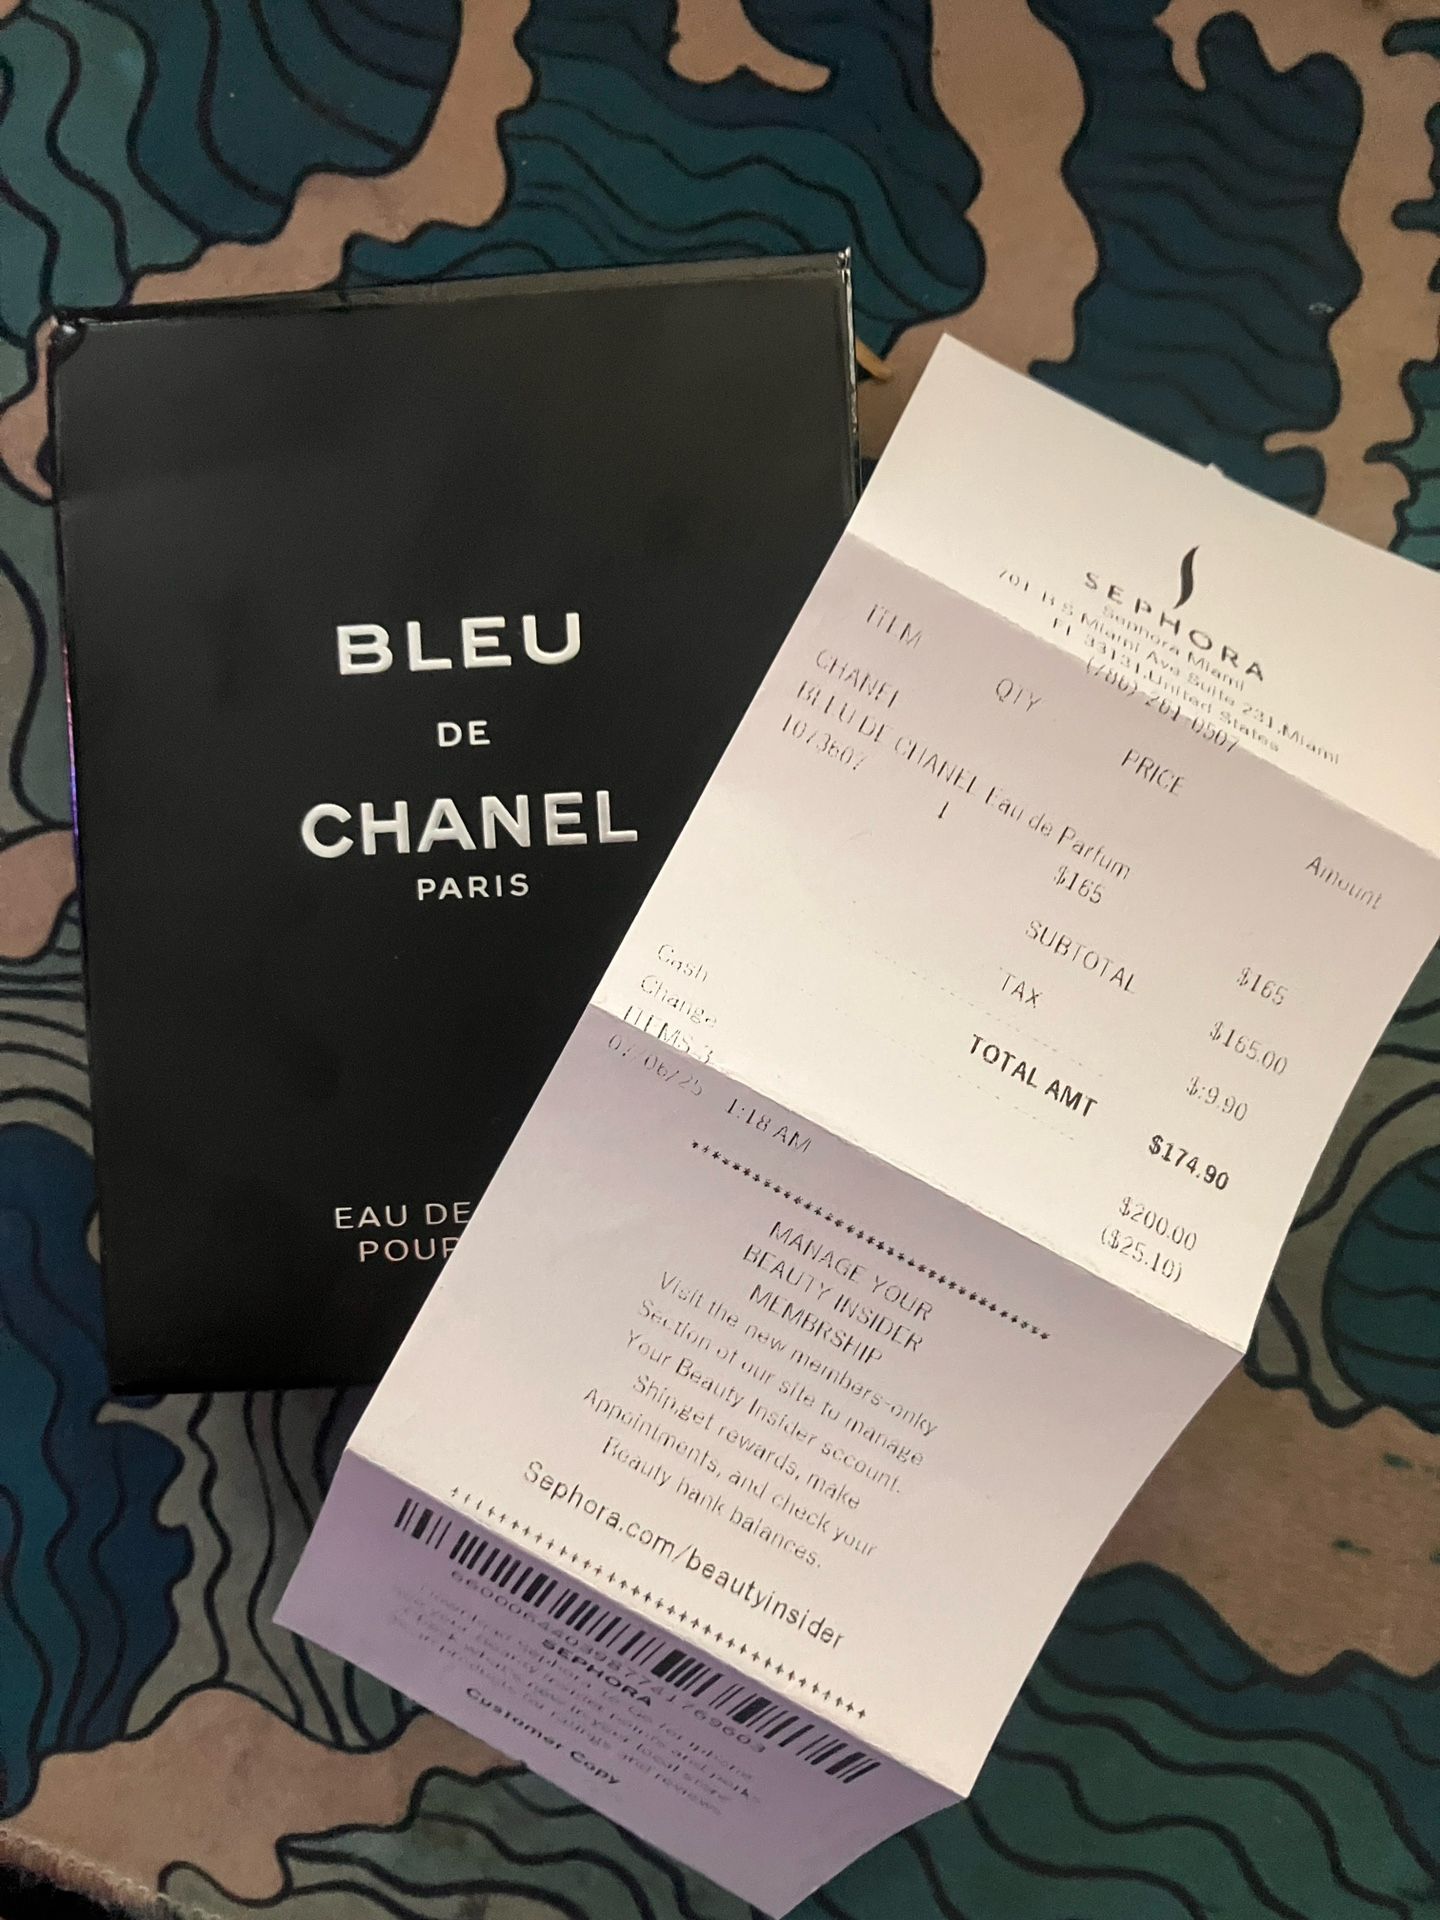 BLEU
DE
CHANEL
PARIS
EAU DE
POUR
SEPHORA
Sephora Miami
701 B S Miami Ave Suite 231,Miami
FL 33131,United States
(786) 261-0507
ITEM QTY PRICE Amount
CHANEL
BLEU DE CHANEL Eau de Parfum
1073607 1 $165 $165
SUBTOTAL $165.00
TAX $:9.90
TOTAL AMT $174.90
Cash $200.00
Change ($25.10)
ITEMS 3
07/06/25 1:18 AM
MANAGE YOUR
BEAUTY INSIDER
MEMBRSHIP
Visit the new members-onky
Section of our site to manage
Your Beauty Insider sccount.
Ship,get rewards, make
Appointments, and check your
Beauty bank balances.
Sephora.com/beautyinsider
SEPHORA
Customer Copy